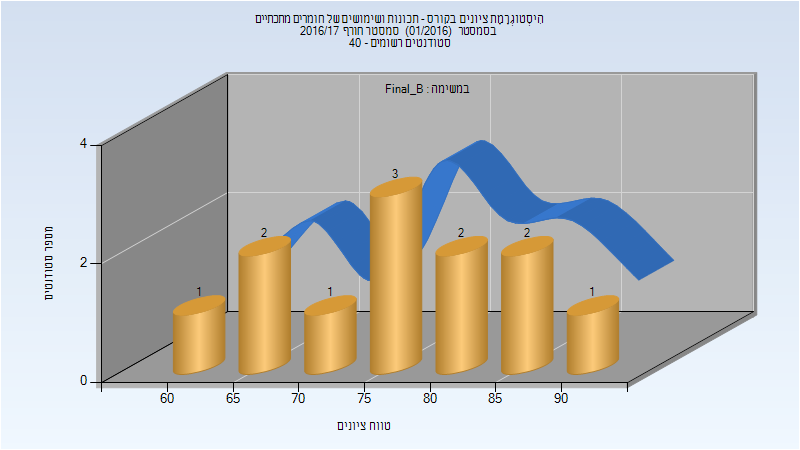 היסטוגרמת ציונים בקורס - תכונות ושימושים של חומרים מתכתיים
בסמסטר (01/2016) סמסטר חורף 2016/17
סטודנטים רשומים - 40
במשימה : Final_B
מספר סטודנטים
4
2
0
1
2
1
3
2
2
1
60 65 70 75 80 85 90
טווח ציונים